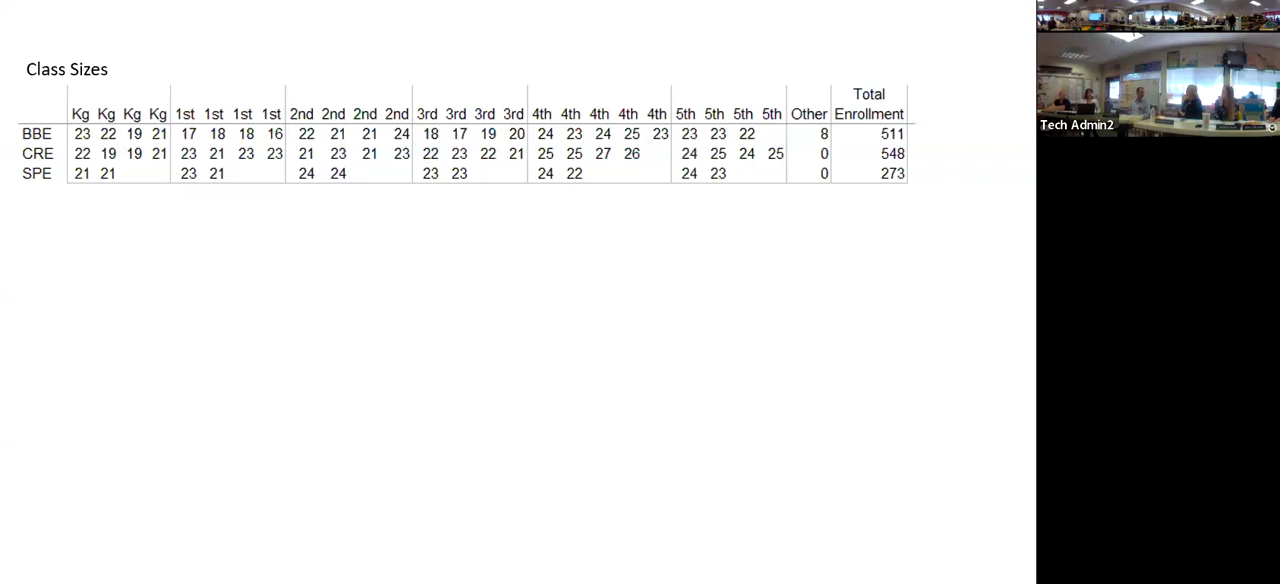 Class Sizes
Total
Kg Kg Kg Kg 1st 1st 1st 1st 2nd 2nd 2nd 2nd 3rd 3rd 3rd 3rd 4th 4th 4th 4th 4th 5th 5th 5th 5th Other Enrollment
BBE 23 22 19 21 17 18 18 16 22 21 21 24 18 17 19 20 24 23 24 25 23 23 23 22 8 511
CRE 22 19 19 21 23 21 23 23 21 23 21 23 22 23 22 21 25 25 27 26 24 25 24 25 0 548
SPE 21 21 23 21 24 24 23 23 24 22 24 23 0 273
Tech Admin2